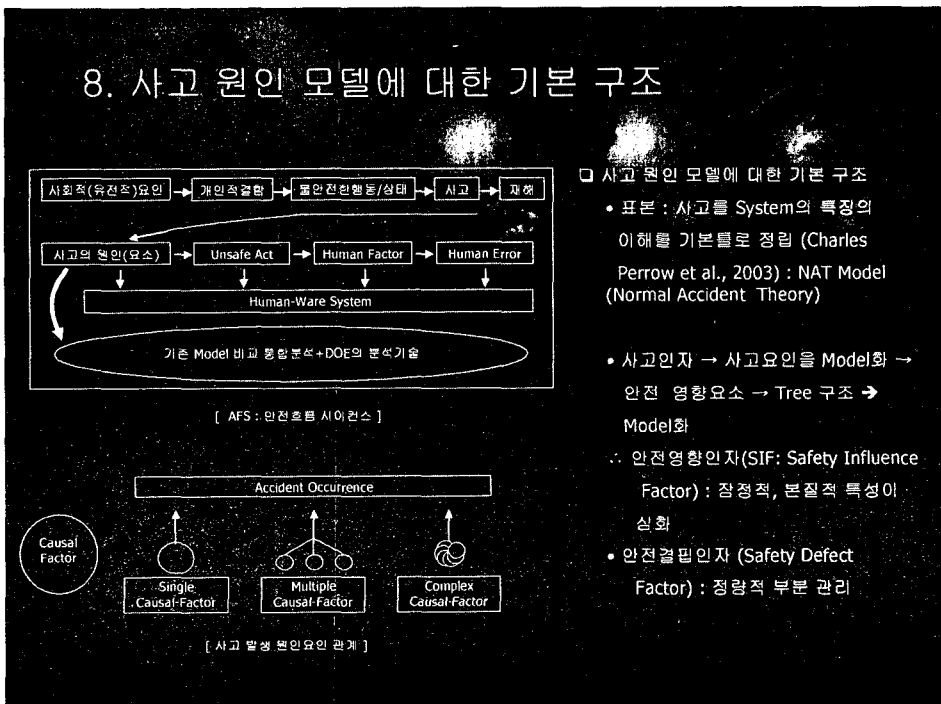 8. 사고 원인 모델에 대한 기본 구조
사회적(유전적)요인 → 개인적결함 → 불안전한행동/상태 → 사고 → 재해
사고의 원인(요소) → Unsafe Act → Human Factor → Human Error
Human-Ware System
기존 Model 비교 통합분석+DOE의 분석기술
[ AFS : 안전흐름 시이컨스 ]
Accident Occurrence
Causal
Factor
Single
Causal-Factor
Multiple
Causal-Factor
Complex
Causal-Factor
[ 사고 발생 원인요인 관계 ]
❑ 사고 원인 모델에 대한 기본 구조
• 표본 : 사고를 System의 특징의
이해를 기본틀로 정립 (Charles
Perrow et al., 2003) : NAT Model
(Normal Accident Theory)
• 사고인자 → 사고요인을 Model화 →
안전 영향요소 → Tree 구조 ➔
Model화
∴ 안전영향인자(SIF: Safety Influence
Factor) : 잠정적, 본질적 특성이
심화
• 안전결핍인자 (Safety Defect
Factor) : 정량적 부분 관리